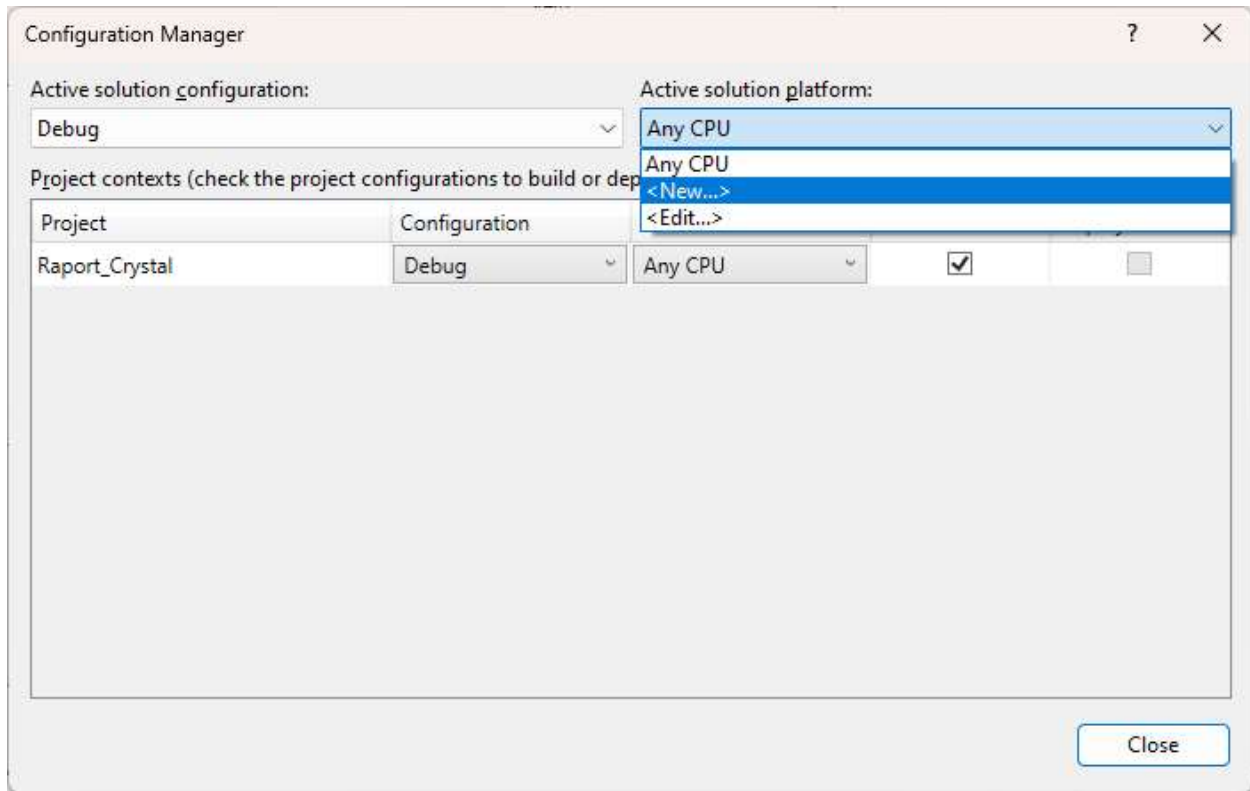 Configuration Manager
?
Active solution configuration:
Active solution platform:
Debug
Any CPU
Any CPU
<New...>
<Edit...>
Project contexts (check the project configurations to build or dep
Project
Configuration
Raport_Crystal
Debug
Any CPU
Close